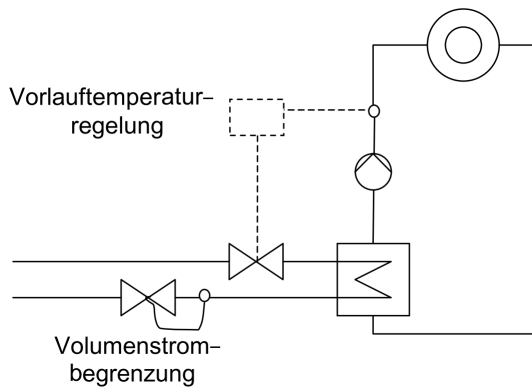 Vorlauftemperatur-
regelung
Volumenstrom-
begrenzung